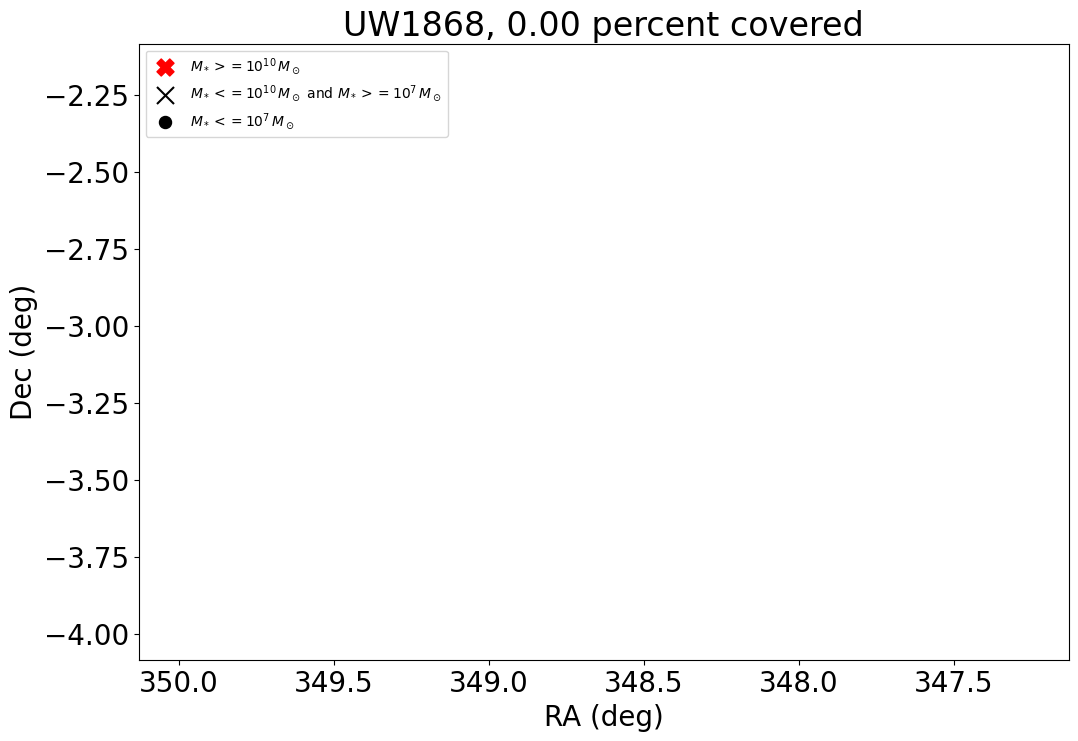 UW1868, 0.00 percent covered
M* >= 10^10 M⊙
M* <= 10^10 M⊙ and M* >= 10^7 M⊙
M* <= 10^7 M⊙
−2.25
−2.50
−2.75
−3.00
−3.25
−3.50
−3.75
−4.00
Dec (deg)
350.0 349.5 349.0 348.5 348.0 347.5
RA (deg)